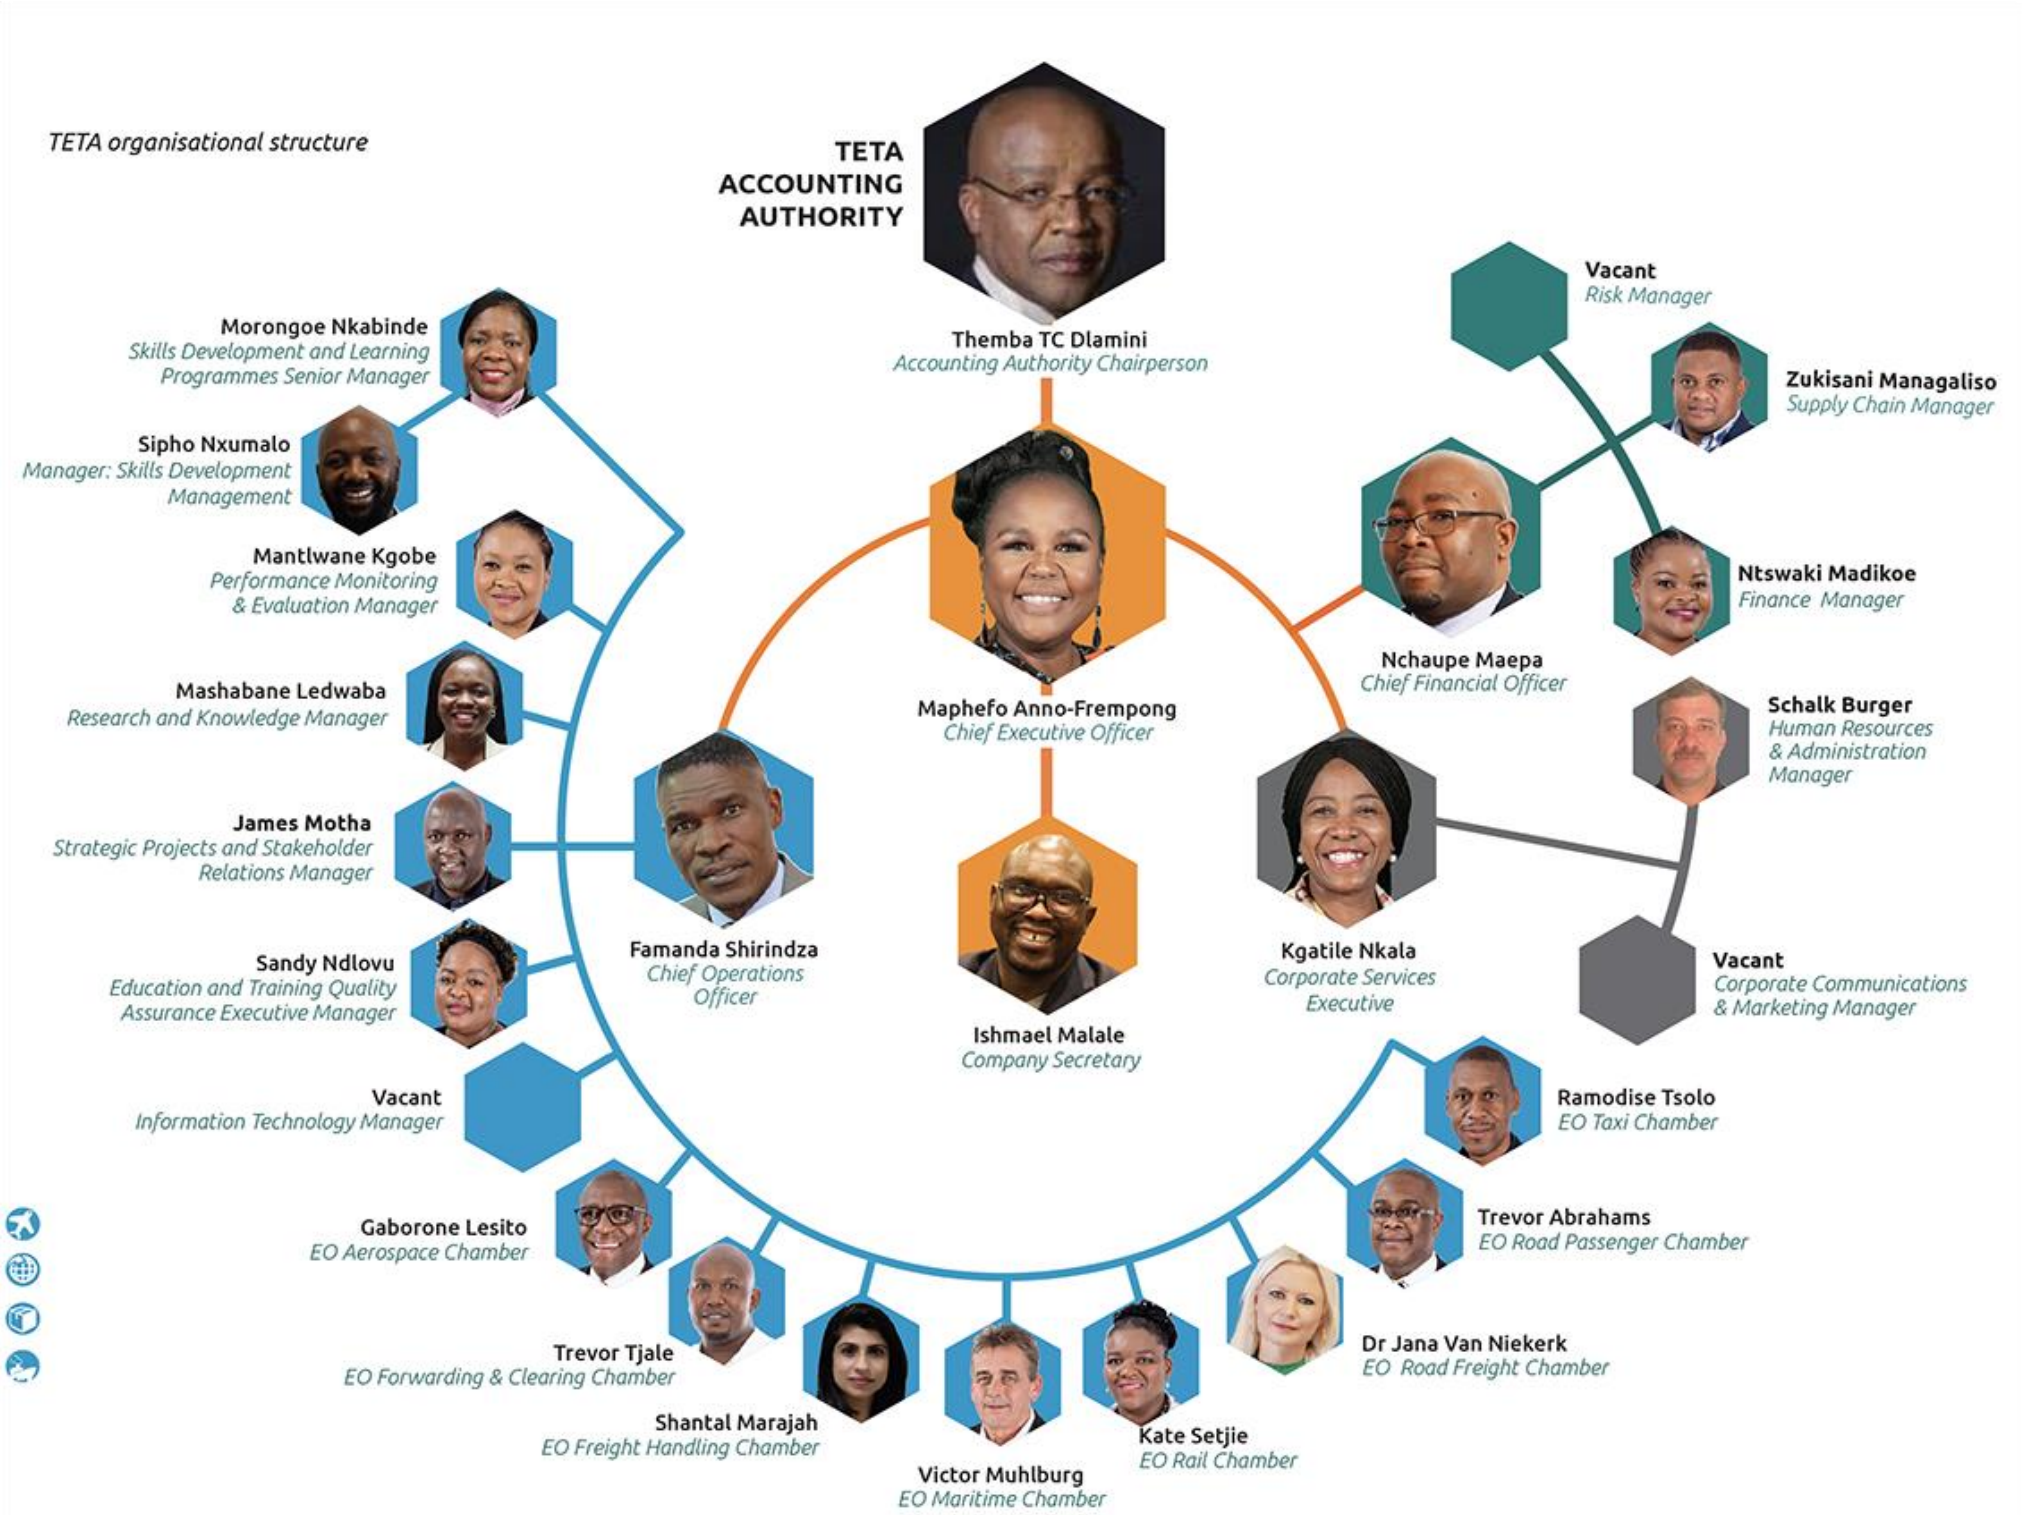 TETA organisational structure
TETA
ACCOUNTING
AUTHORITY
Themba TC Dlamini
Accounting Authority Chairperson
Maphefo Anno-Frempong
Chief Executive Officer
Ishmael Malale
Company Secretary
Morongoe Nkabinde
Skills Development and Learning
Programmes Senior Manager
Sipho Nxumalo
Manager: Skills Development
Management
Mantlwane Kgobe
Performance Monitoring
& Evaluation Manager
Mashabane Ledwaba
Research and Knowledge Manager
James Motha
Strategic Projects and Stakeholder
Relations Manager
Sandy Ndlovu
Education and Training Quality
Assurance Executive Manager
Vacant
Information Technology Manager
Famanda Shirindza
Chief Operations
Officer
Gaborone Lesito
EO Aerospace Chamber
Trevor Tjale
EO Forwarding & Clearing Chamber
Shantal Marajah
EO Freight Handling Chamber
Victor Muhlburg
EO Maritime Chamber
Kate Setjie
EO Rail Chamber
Dr Jana Van Niekerk
EO Road Freight Chamber
Trevor Abrahams
EO Road Passenger Chamber
Ramodise Tsolo
EO Taxi Chamber
Vacant
Risk Manager
Zukisani Managaliso
Supply Chain Manager
Ntswaki Madikoe
Finance Manager
Nchaupe Maepa
Chief Financial Officer
Schalk Burger
Human Resources
& Administration
Manager
Kgatile Nkala
Corporate Services
Executive
Vacant
Corporate Communications
& Marketing Manager